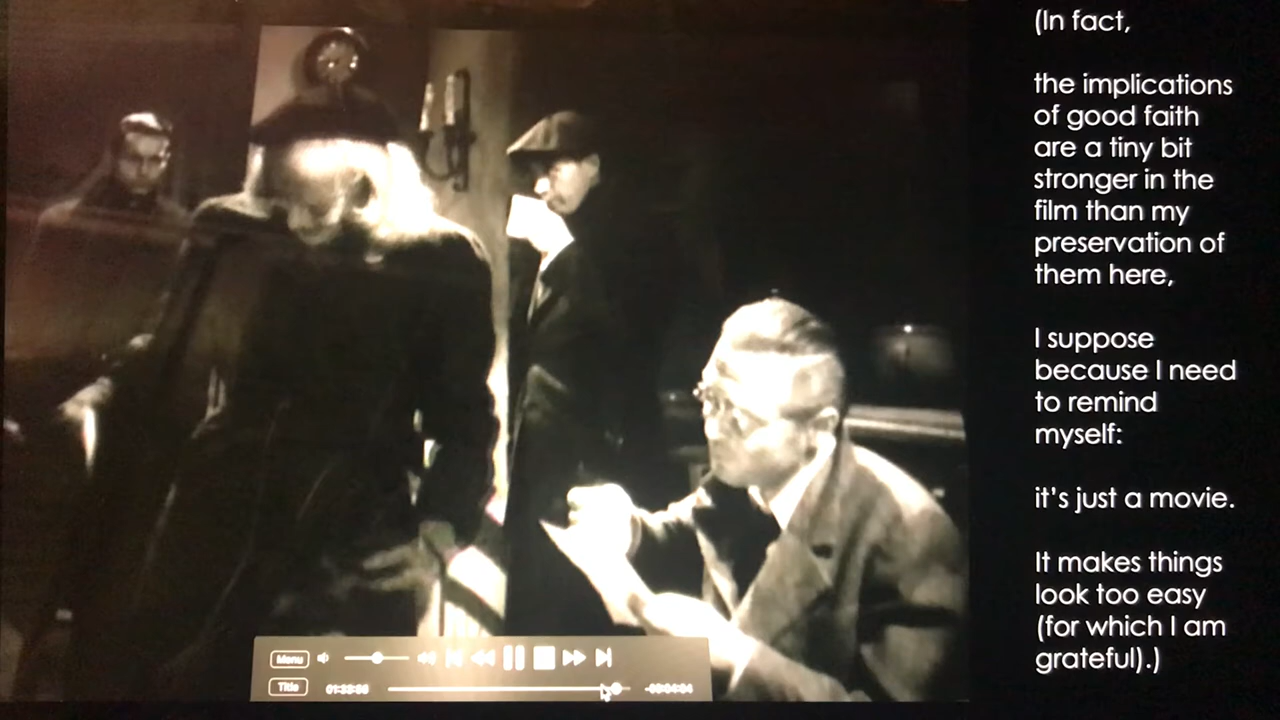 (In fact,
the implications
of good faith
are a tiny bit
stronger in the
film than my
preservation of
them here,
I suppose
because I need
to remind
myself:
it's just a movie.
It makes things
look too easy
(for which I am
grateful).)
Menu
Title